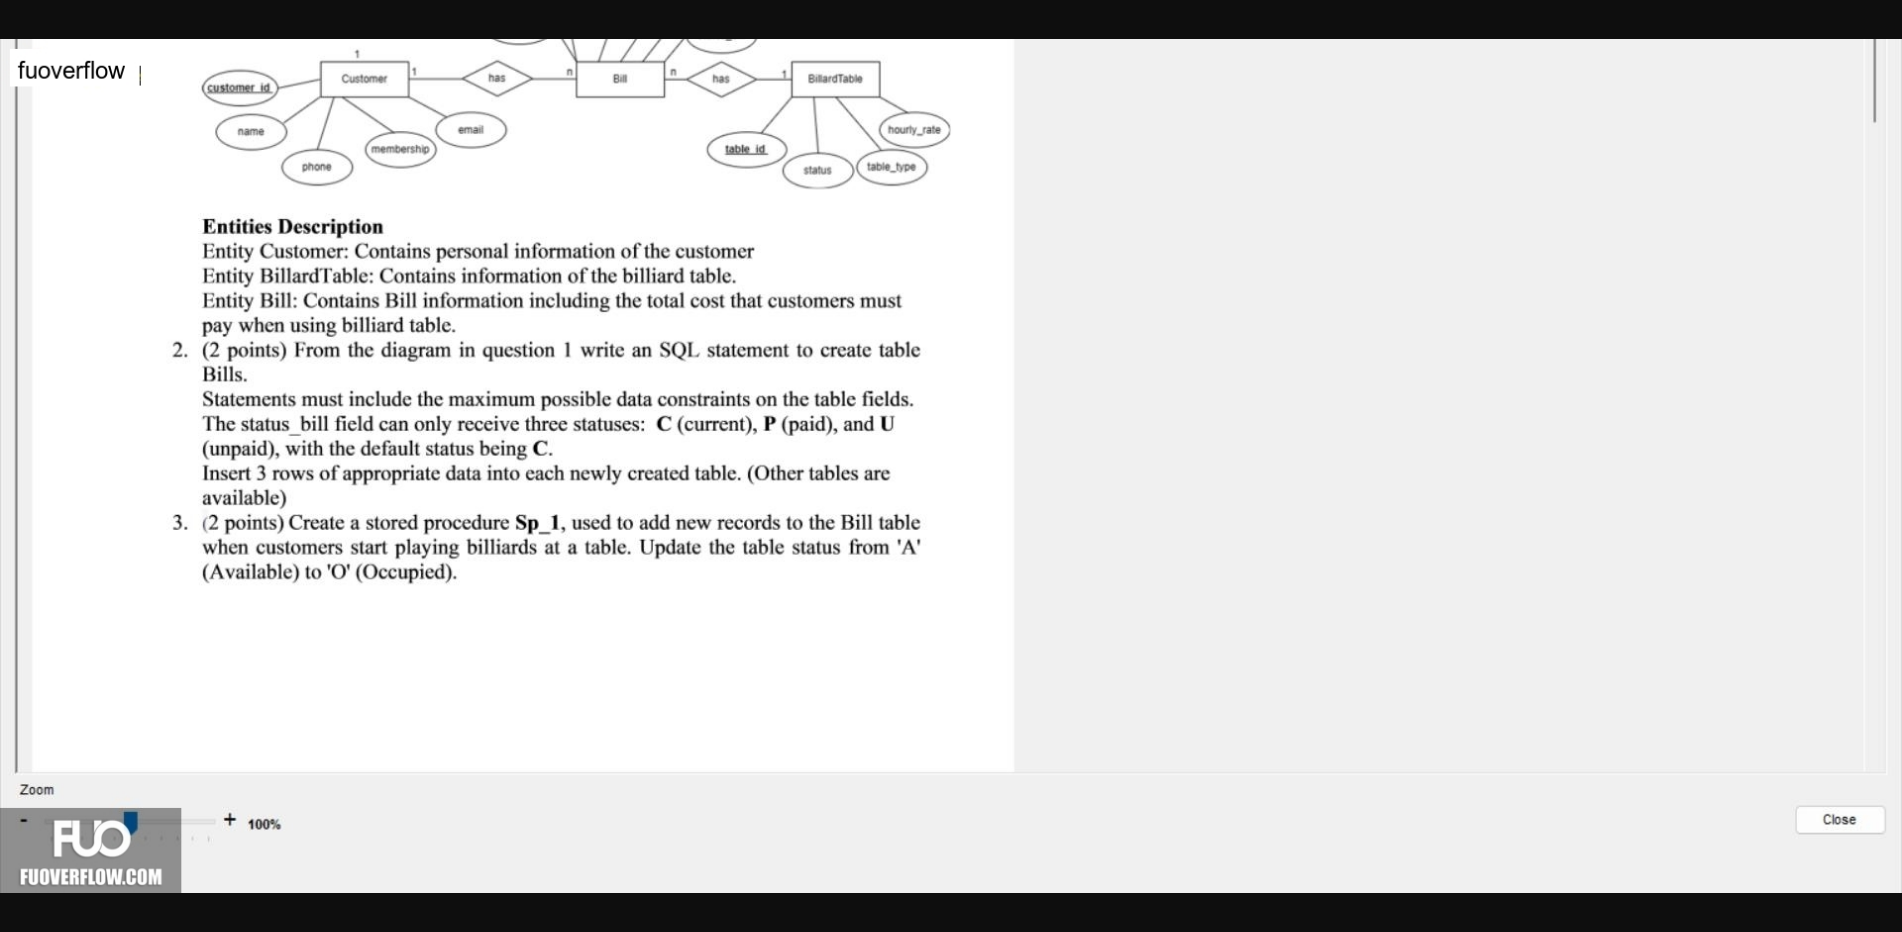 fuoverflow
1
Customer
1
has
n
Bill
n
has
1
BillardTable
customer_id
name
phone
membership
email
table_id
status
table_type
hourly_rate
Entities Description
Entity Customer: Contains personal information of the customer
Entity BillardTable: Contains information of the billiard table.
Entity Bill: Contains Bill information including the total cost that customers must
pay when using billiard table.
2. (2 points) From the diagram in question 1 write an SQL statement to create table
Bills.
Statements must include the maximum possible data constraints on the table fields.
The status_bill field can only receive three statuses: C (current), P (paid), and U
(unpaid), with the default status being C.
Insert 3 rows of appropriate data into each newly created table. (Other tables are
available)
3. (2 points) Create a stored procedure Sp_1, used to add new records to the Bill table
when customers start playing billiards at a table. Update the table status from 'A'
(Available) to 'O' (Occupied).
Zoom
- + 100%
Close
FUO
FUOVERFLOW.COM